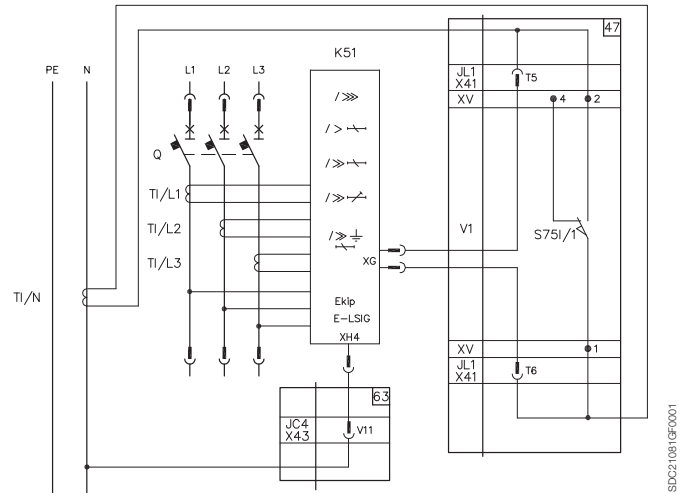 47
K51
PE N L1 L2 L3
JL1
X41
T5
XV
4
2
/>>>
/>
/>>
/>>
/>>
Q
TI/L1
TI/L2
TI/L3
TI/N
V1
S75I/1
XG
Ekip
E-LSIG
XH4
XV
1
JL1
X41
T6
63
JC4
X43
V11
SDC21081GF0001